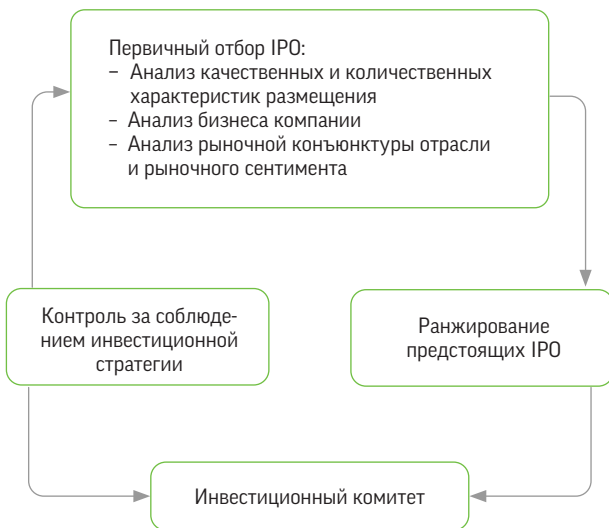 Первичный отбор IPO:
– Анализ качественных и количественных
характеристик размещения
– Анализ бизнеса компании
– Анализ рыночной конъюнктуры отрасли
и рыночного сентимента
Контроль за соблюде-
нием инвестиционной
стратегии
Ранжирование
предстоящих IPO
Инвестиционный комитет